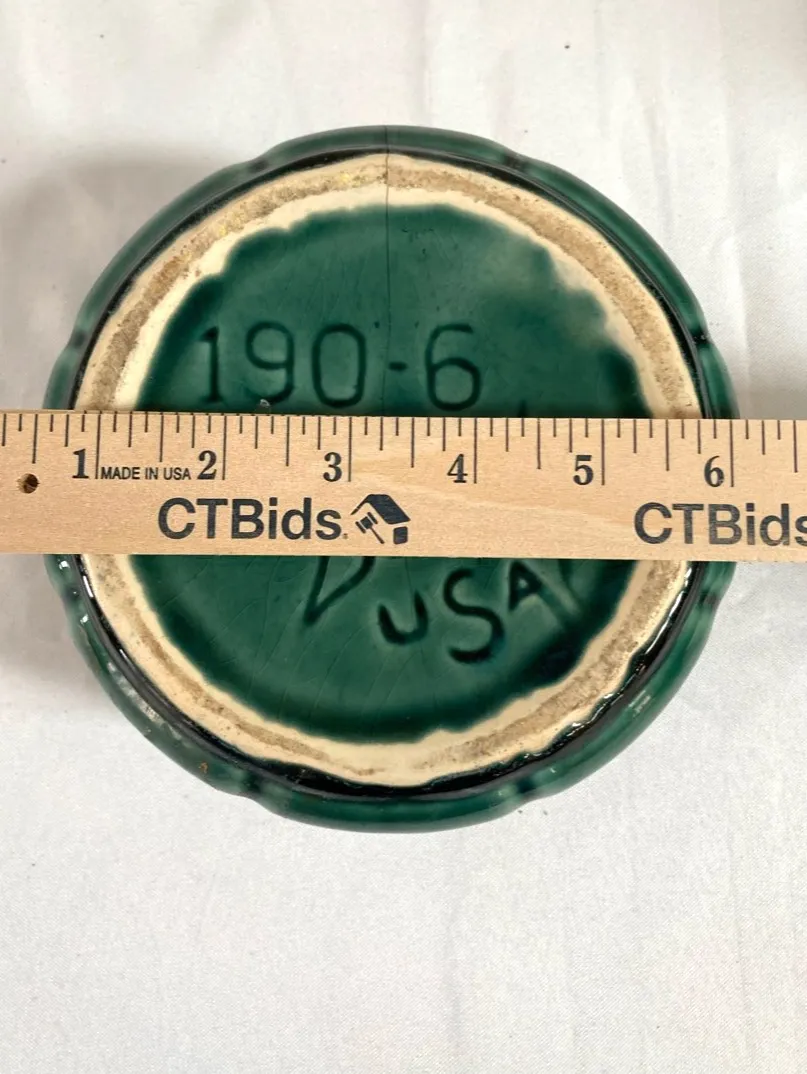 190-6
1 MADE IN USA 2 3 4 5 6
CTBids. CTBids
USA